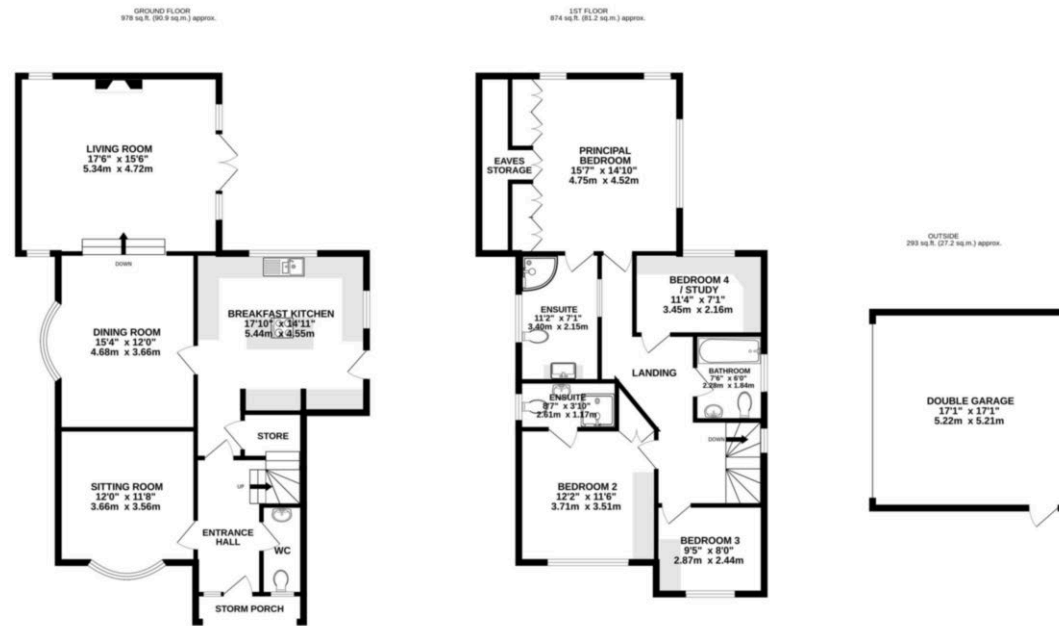 GROUND FLOOR
978 sq.ft. (90.9 sq.m.) approx.
LIVING ROOM
17'6" x 15'6"
5.34m x 4.72m
DOWN
DINING ROOM
15'4" x 12'0"
4.68m x 3.66m
BREAKFAST KITCHEN
17'10" x 14'11"
5.44m x 4.55m
STORE
SITTING ROOM
12'0" x 11'8"
3.66m x 3.56m
UP
ENTRANCE
HALL
WC
STORM PORCH
1ST FLOOR
874 sq.ft. (81.2 sq.m.) approx.
EAVES
STORAGE
PRINCIPAL
BEDROOM
15'7" x 14'10"
4.75m x 4.52m
ENSUITE
11'2" x 7'1"
3.40m x 2.15m
BEDROOM 4
/ STUDY
11'4" x 7'1"
3.45m x 2.16m
LANDING
BATHROOM
7'6" x 6'0"
2.28m x 1.84m
ENSUITE
8'7" x 3'10"
2.61m x 1.17m
DOWN
BEDROOM 2
12'2" x 11'6"
3.71m x 3.51m
BEDROOM 3
9'5" x 8'0"
2.87m x 2.44m
OUTSIDE
293 sq.ft. (27.2 sq.m.) approx.
DOUBLE GARAGE
17'1" x 17'1"
5.22m x 5.21m